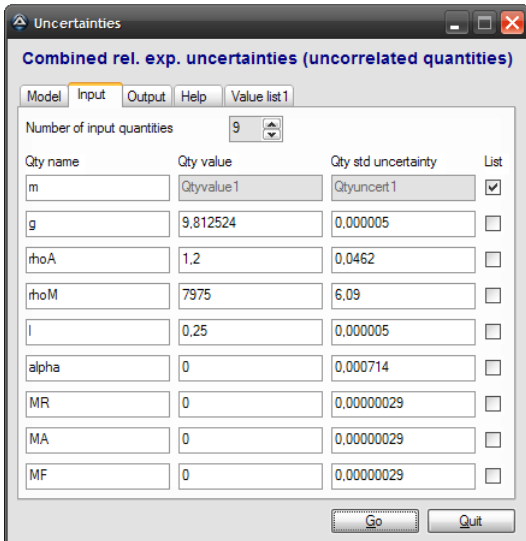 Uncertainties
Combined rel. exp. uncertainties (uncorrelated quantities)
Model Input Output Help Value list1
Number of input quantities 9
Qty name Qty value Qty std uncertainty List
m Qtyvalue1 Qtyuncert1
g 9,812524 0,000005
rhoA 1,2 0,0462
rhoM 7975 6,09
l 0,25 0,000005
alpha 0 0,000714
MR 0 0,00000029
MA 0 0,00000029
MF 0 0,00000029
Go Quit